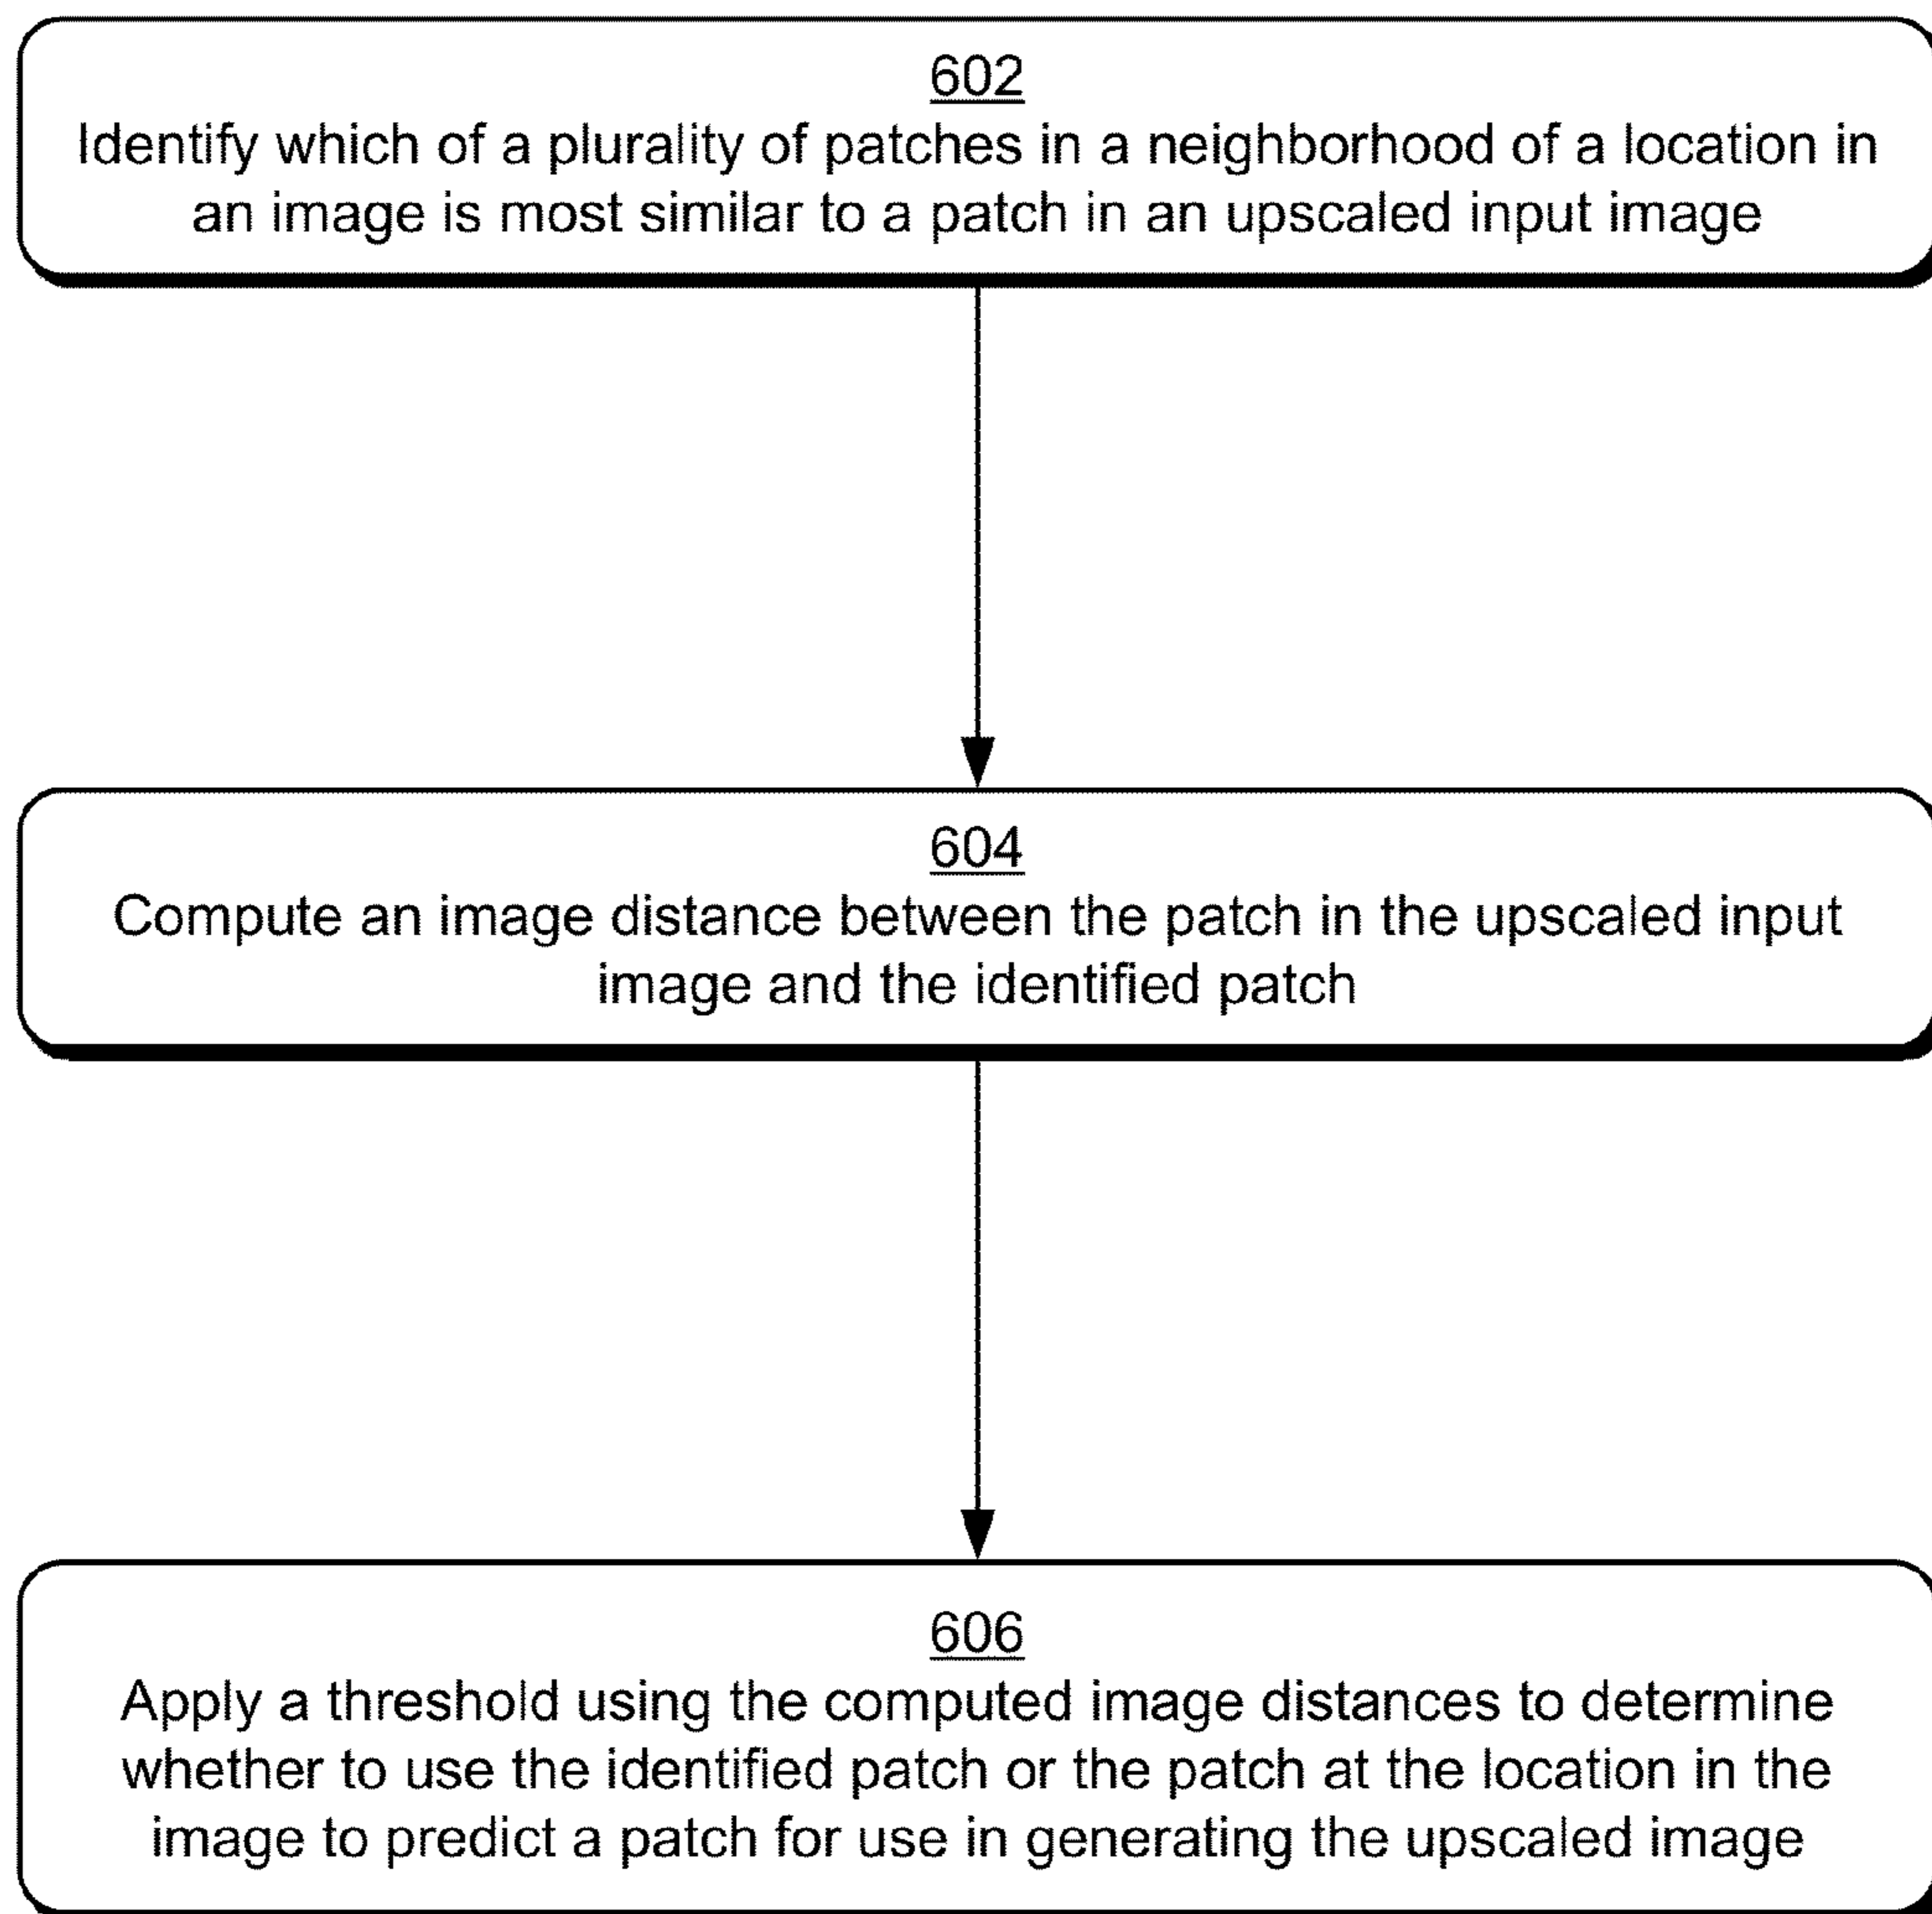 602
Identify which of a plurality of patches in a neighborhood of a location in
an image is most similar to a patch in an upscaled input image
604
Compute an image distance between the patch in the upscaled input
image and the identified patch
606
Apply a threshold using the computed image distances to determine
whether to use the identified patch or the patch at the location in the
image to predict a patch for use in generating the upscaled image